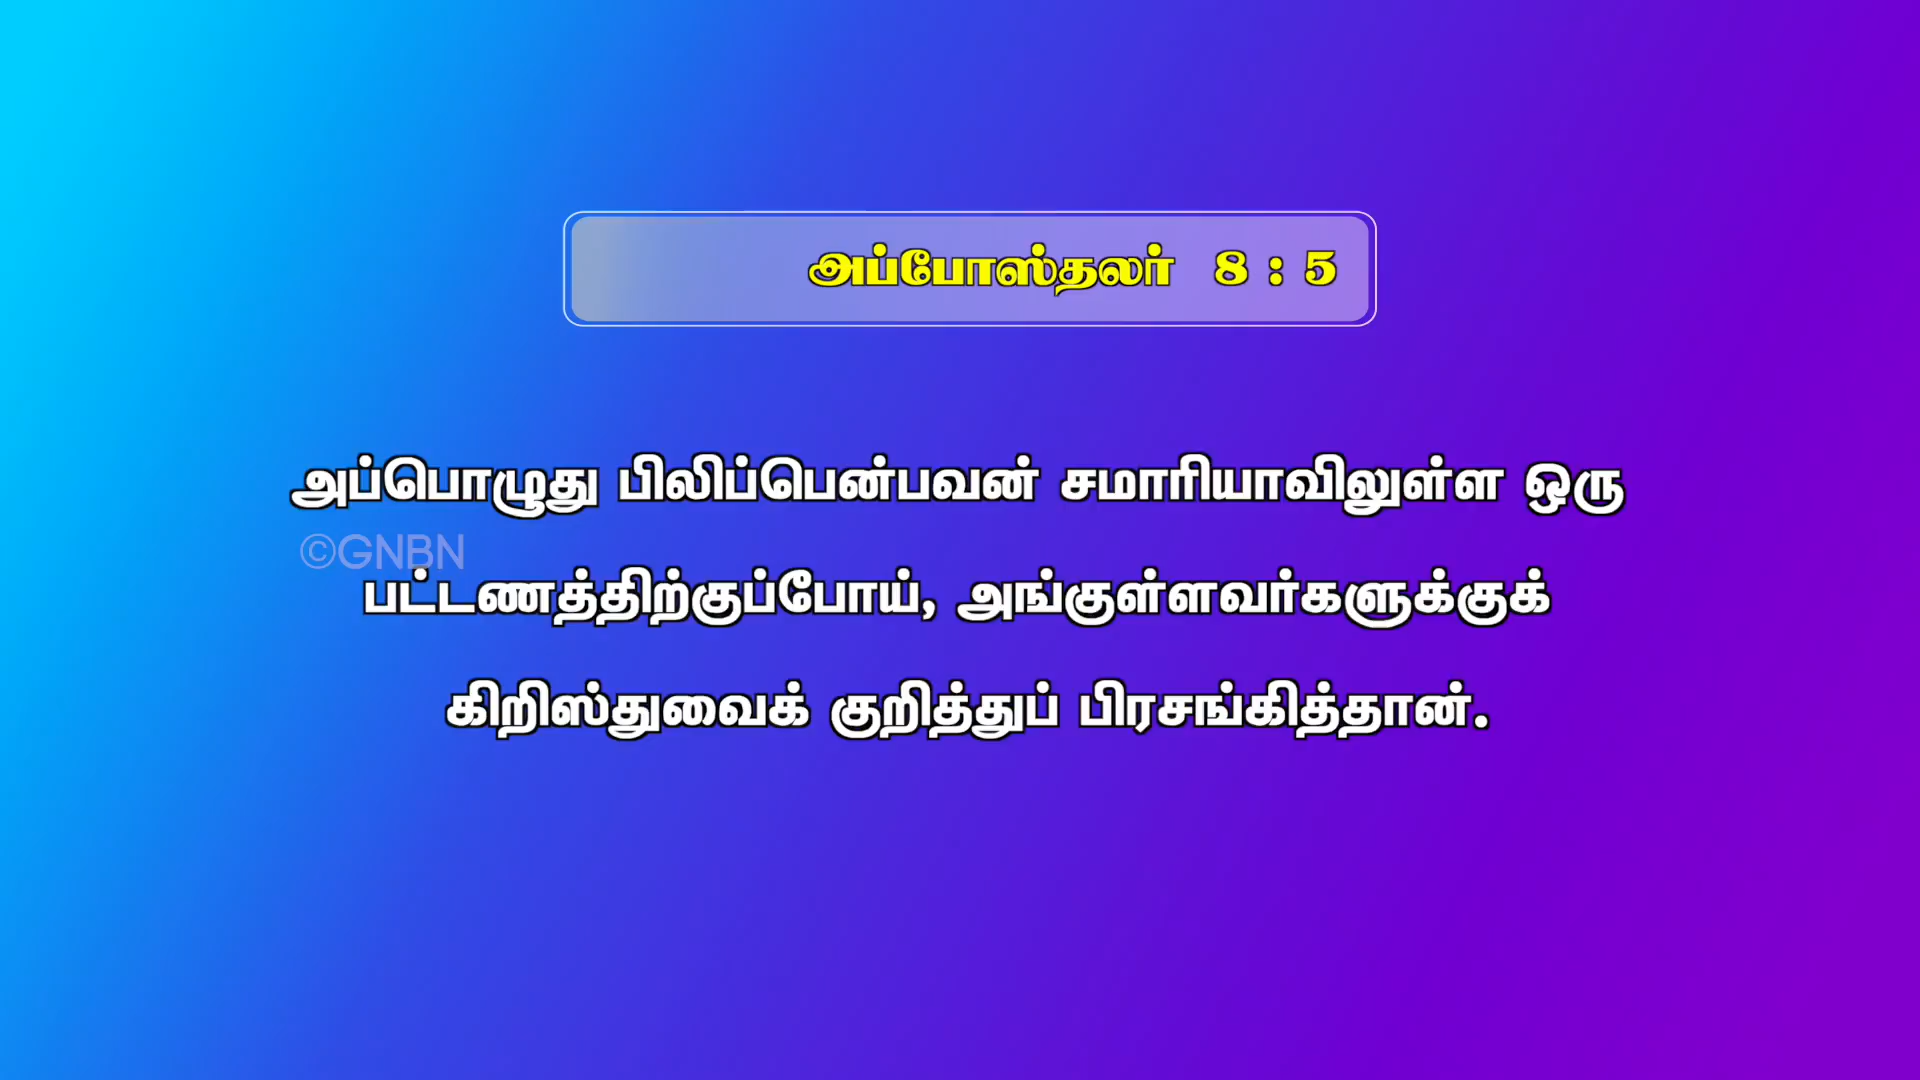 அப்போஸ்தலர் 8 : 5
அப்பொழுது பிலிப்பென்பவன் சமாரியாவிலுள்ள ஒரு
©GNBN
பட்டணத்திற்குப்போய், அங்குள்ளவர்களுக்குக்
கிறிஸ்துவைக் குறித்துப் பிரசங்கித்தான்.